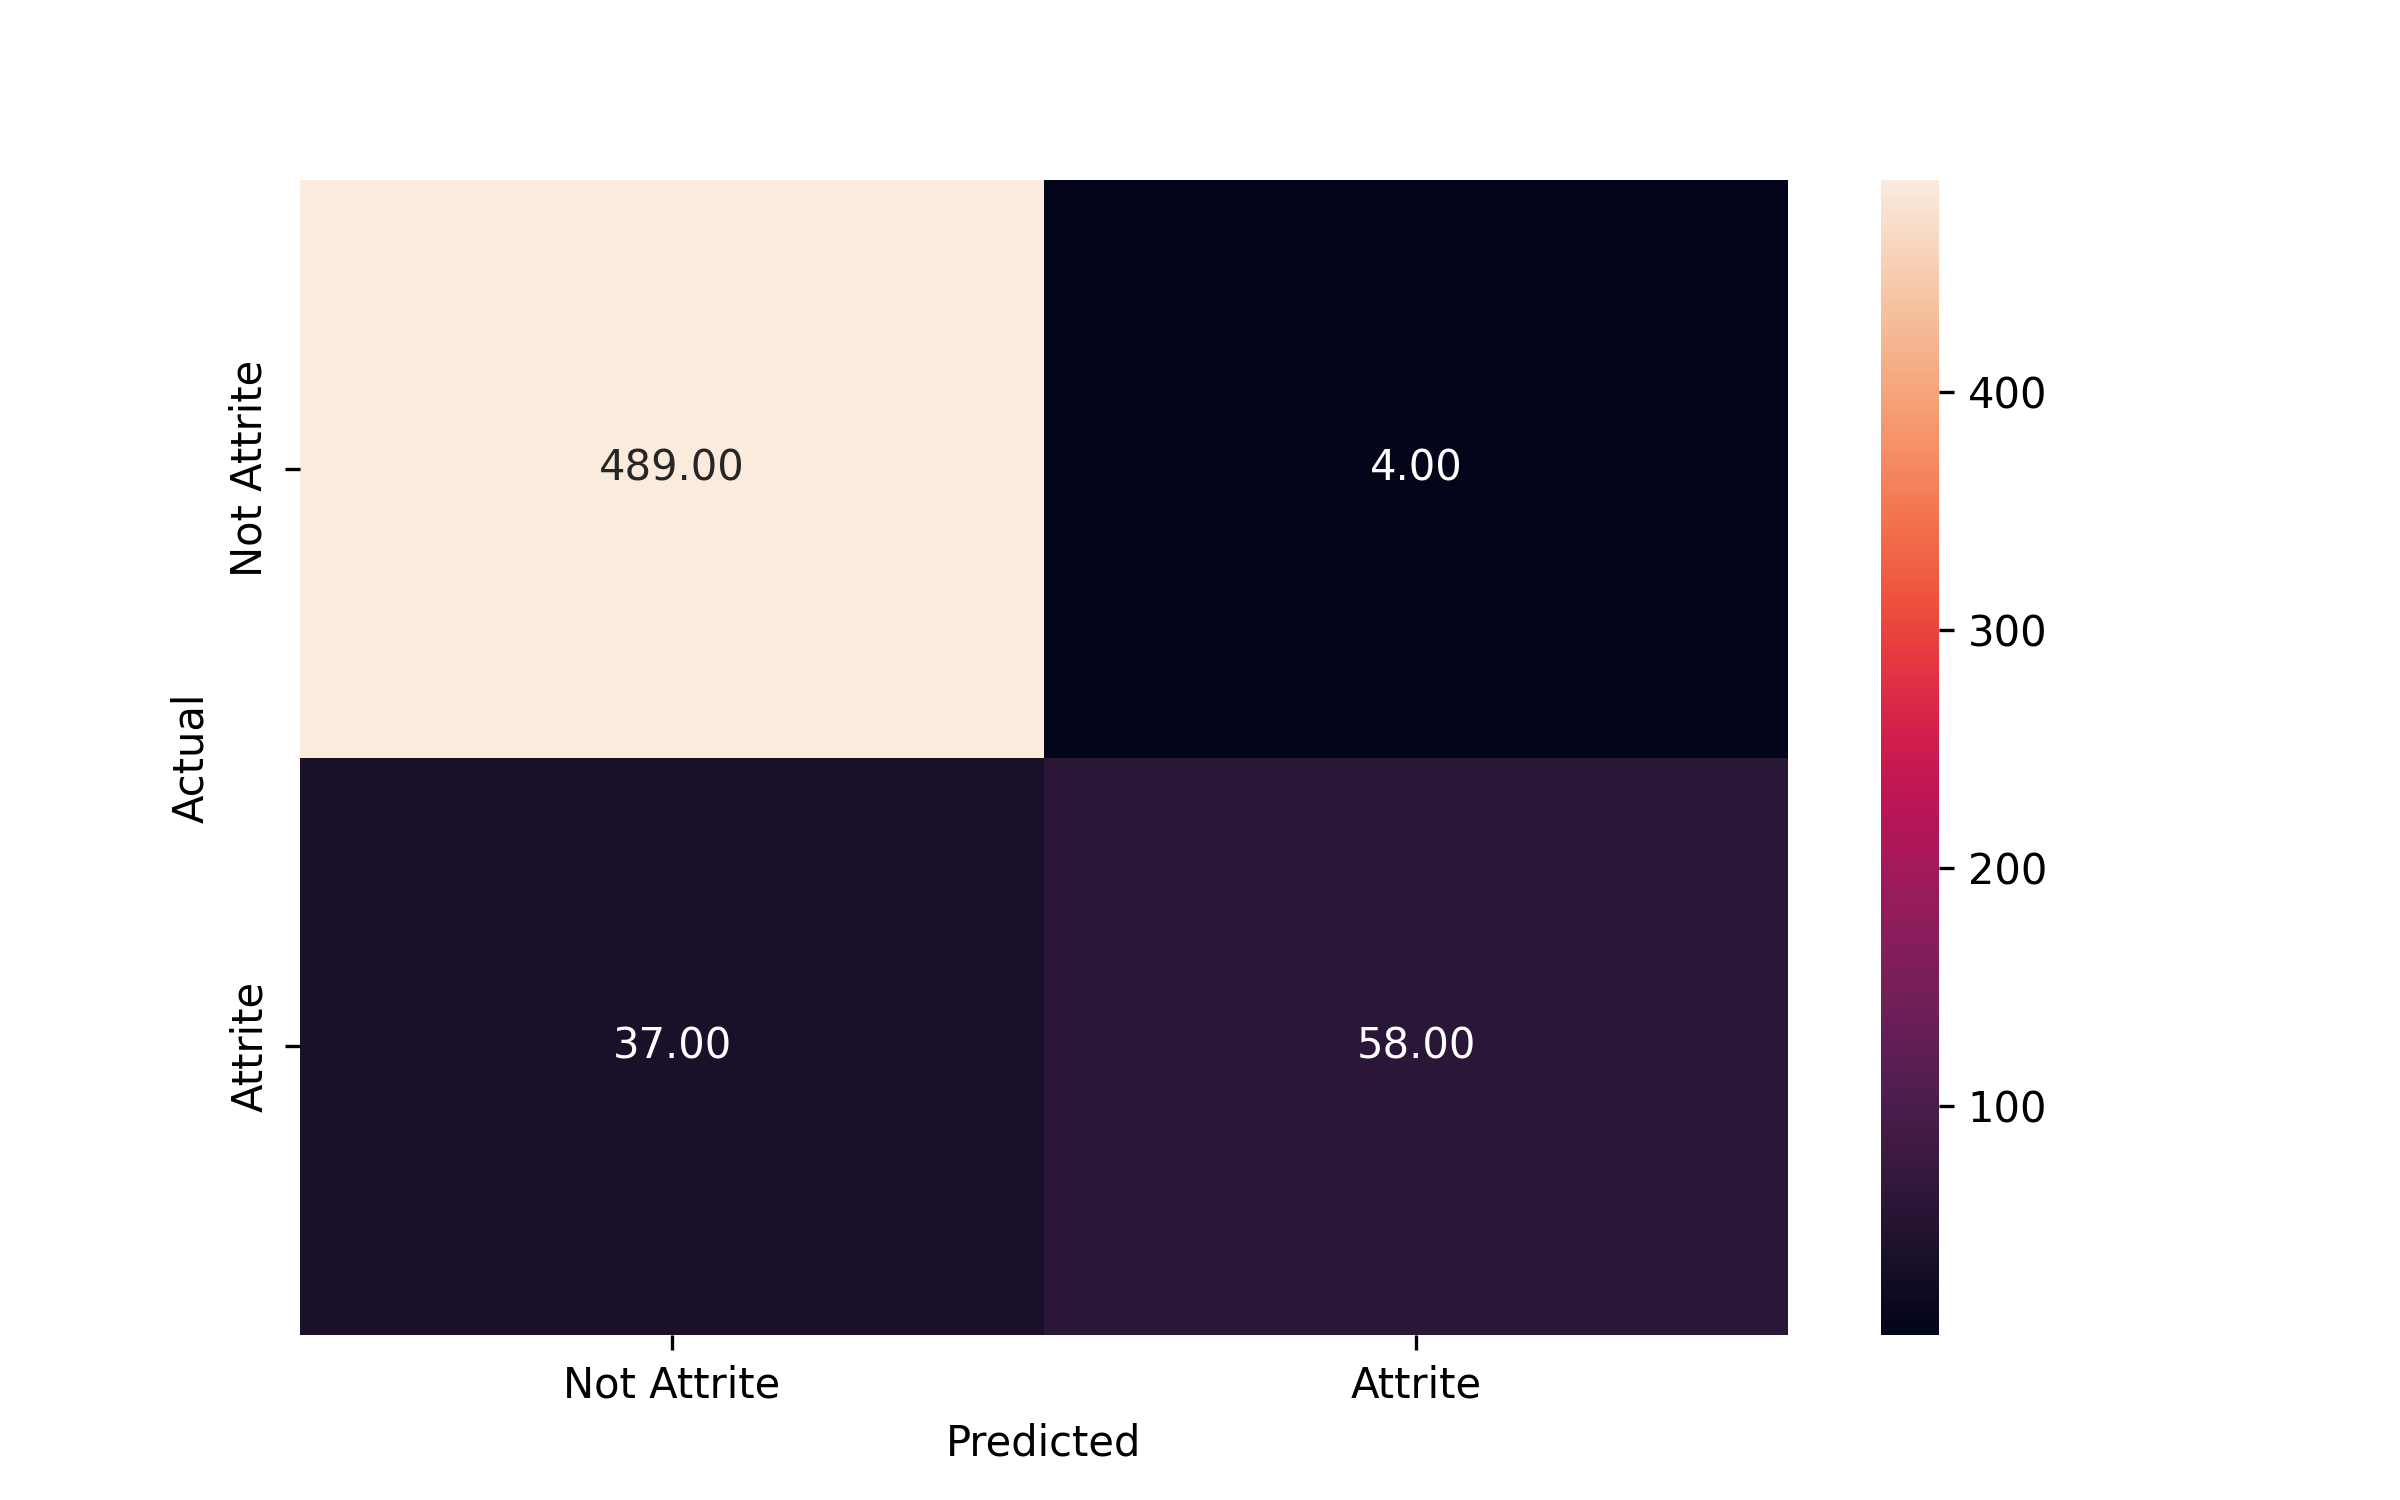 Actual
Not Attrite
489.00
4.00
Attrite
37.00
58.00
Not Attrite
Attrite
Predicted
400
300
200
100